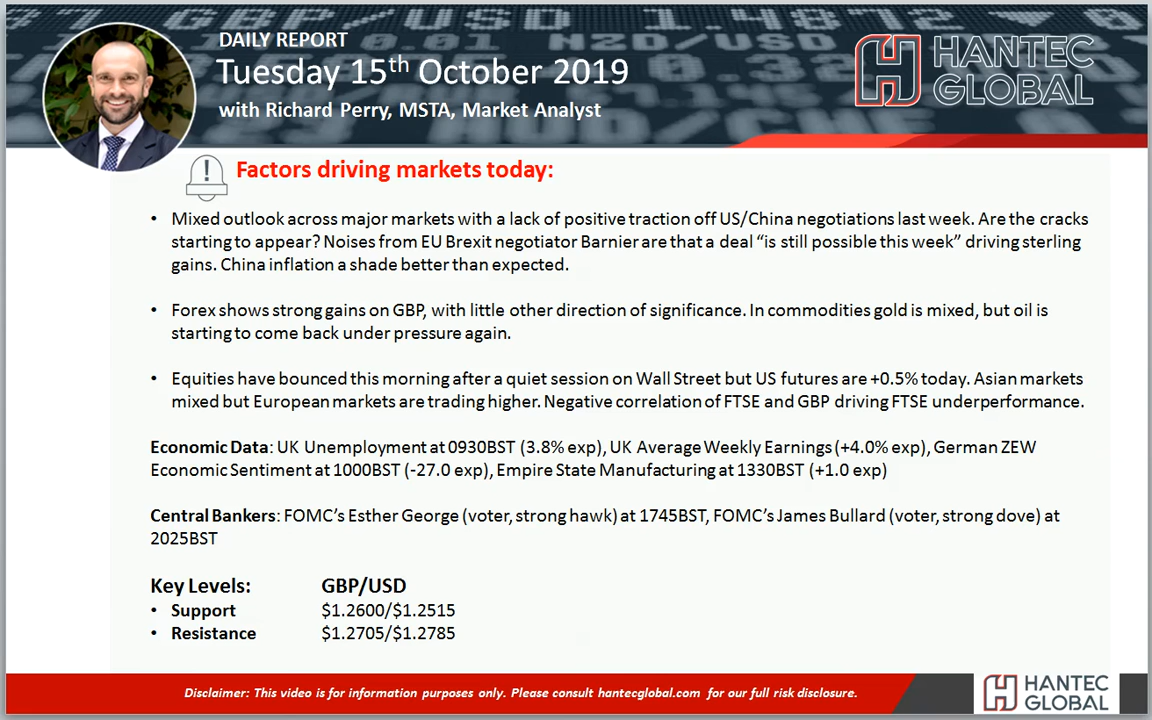 GBP/USD 1.48
0.01 NZD/USD
DAILY REPORT
Tuesday 15th October 2019
with Richard Perry, MSTA, Market Analyst
HANTEC
GLOBAL
Factors driving markets today:
• Mixed outlook across major markets with a lack of positive traction off US/China negotiations last week. Are the cracks
starting to appear? Noises from EU Brexit negotiator Barnier are that a deal “is still possible this week” driving sterling
gains. China inflation a shade better than expected.
• Forex shows strong gains on GBP, with little other direction of significance. In commodities gold is mixed, but oil is
starting to come back under pressure again.
• Equities have bounced this morning after a quiet session on Wall Street but US futures are +0.5% today. Asian markets
mixed but European markets are trading higher. Negative correlation of FTSE and GBP driving FTSE underperformance.
Economic Data: UK Unemployment at 0930BST (3.8% exp), UK Average Weekly Earnings (+4.0% exp), German ZEW
Economic Sentiment at 1000BST (-27.0 exp), Empire State Manufacturing at 1330BST (+1.0 exp)
Central Bankers: FOMC’s Esther George (voter, strong hawk) at 1745BST, FOMC’s James Bullard (voter, strong dove) at
2025BST
Key Levels: GBP/USD
• Support $1.2600/$1.2515
• Resistance $1.2705/$1.2785
Disclaimer: This video is for information purposes only. Please consult hantecglobal.com for our full risk disclosure.
HANTEC
GLOBAL